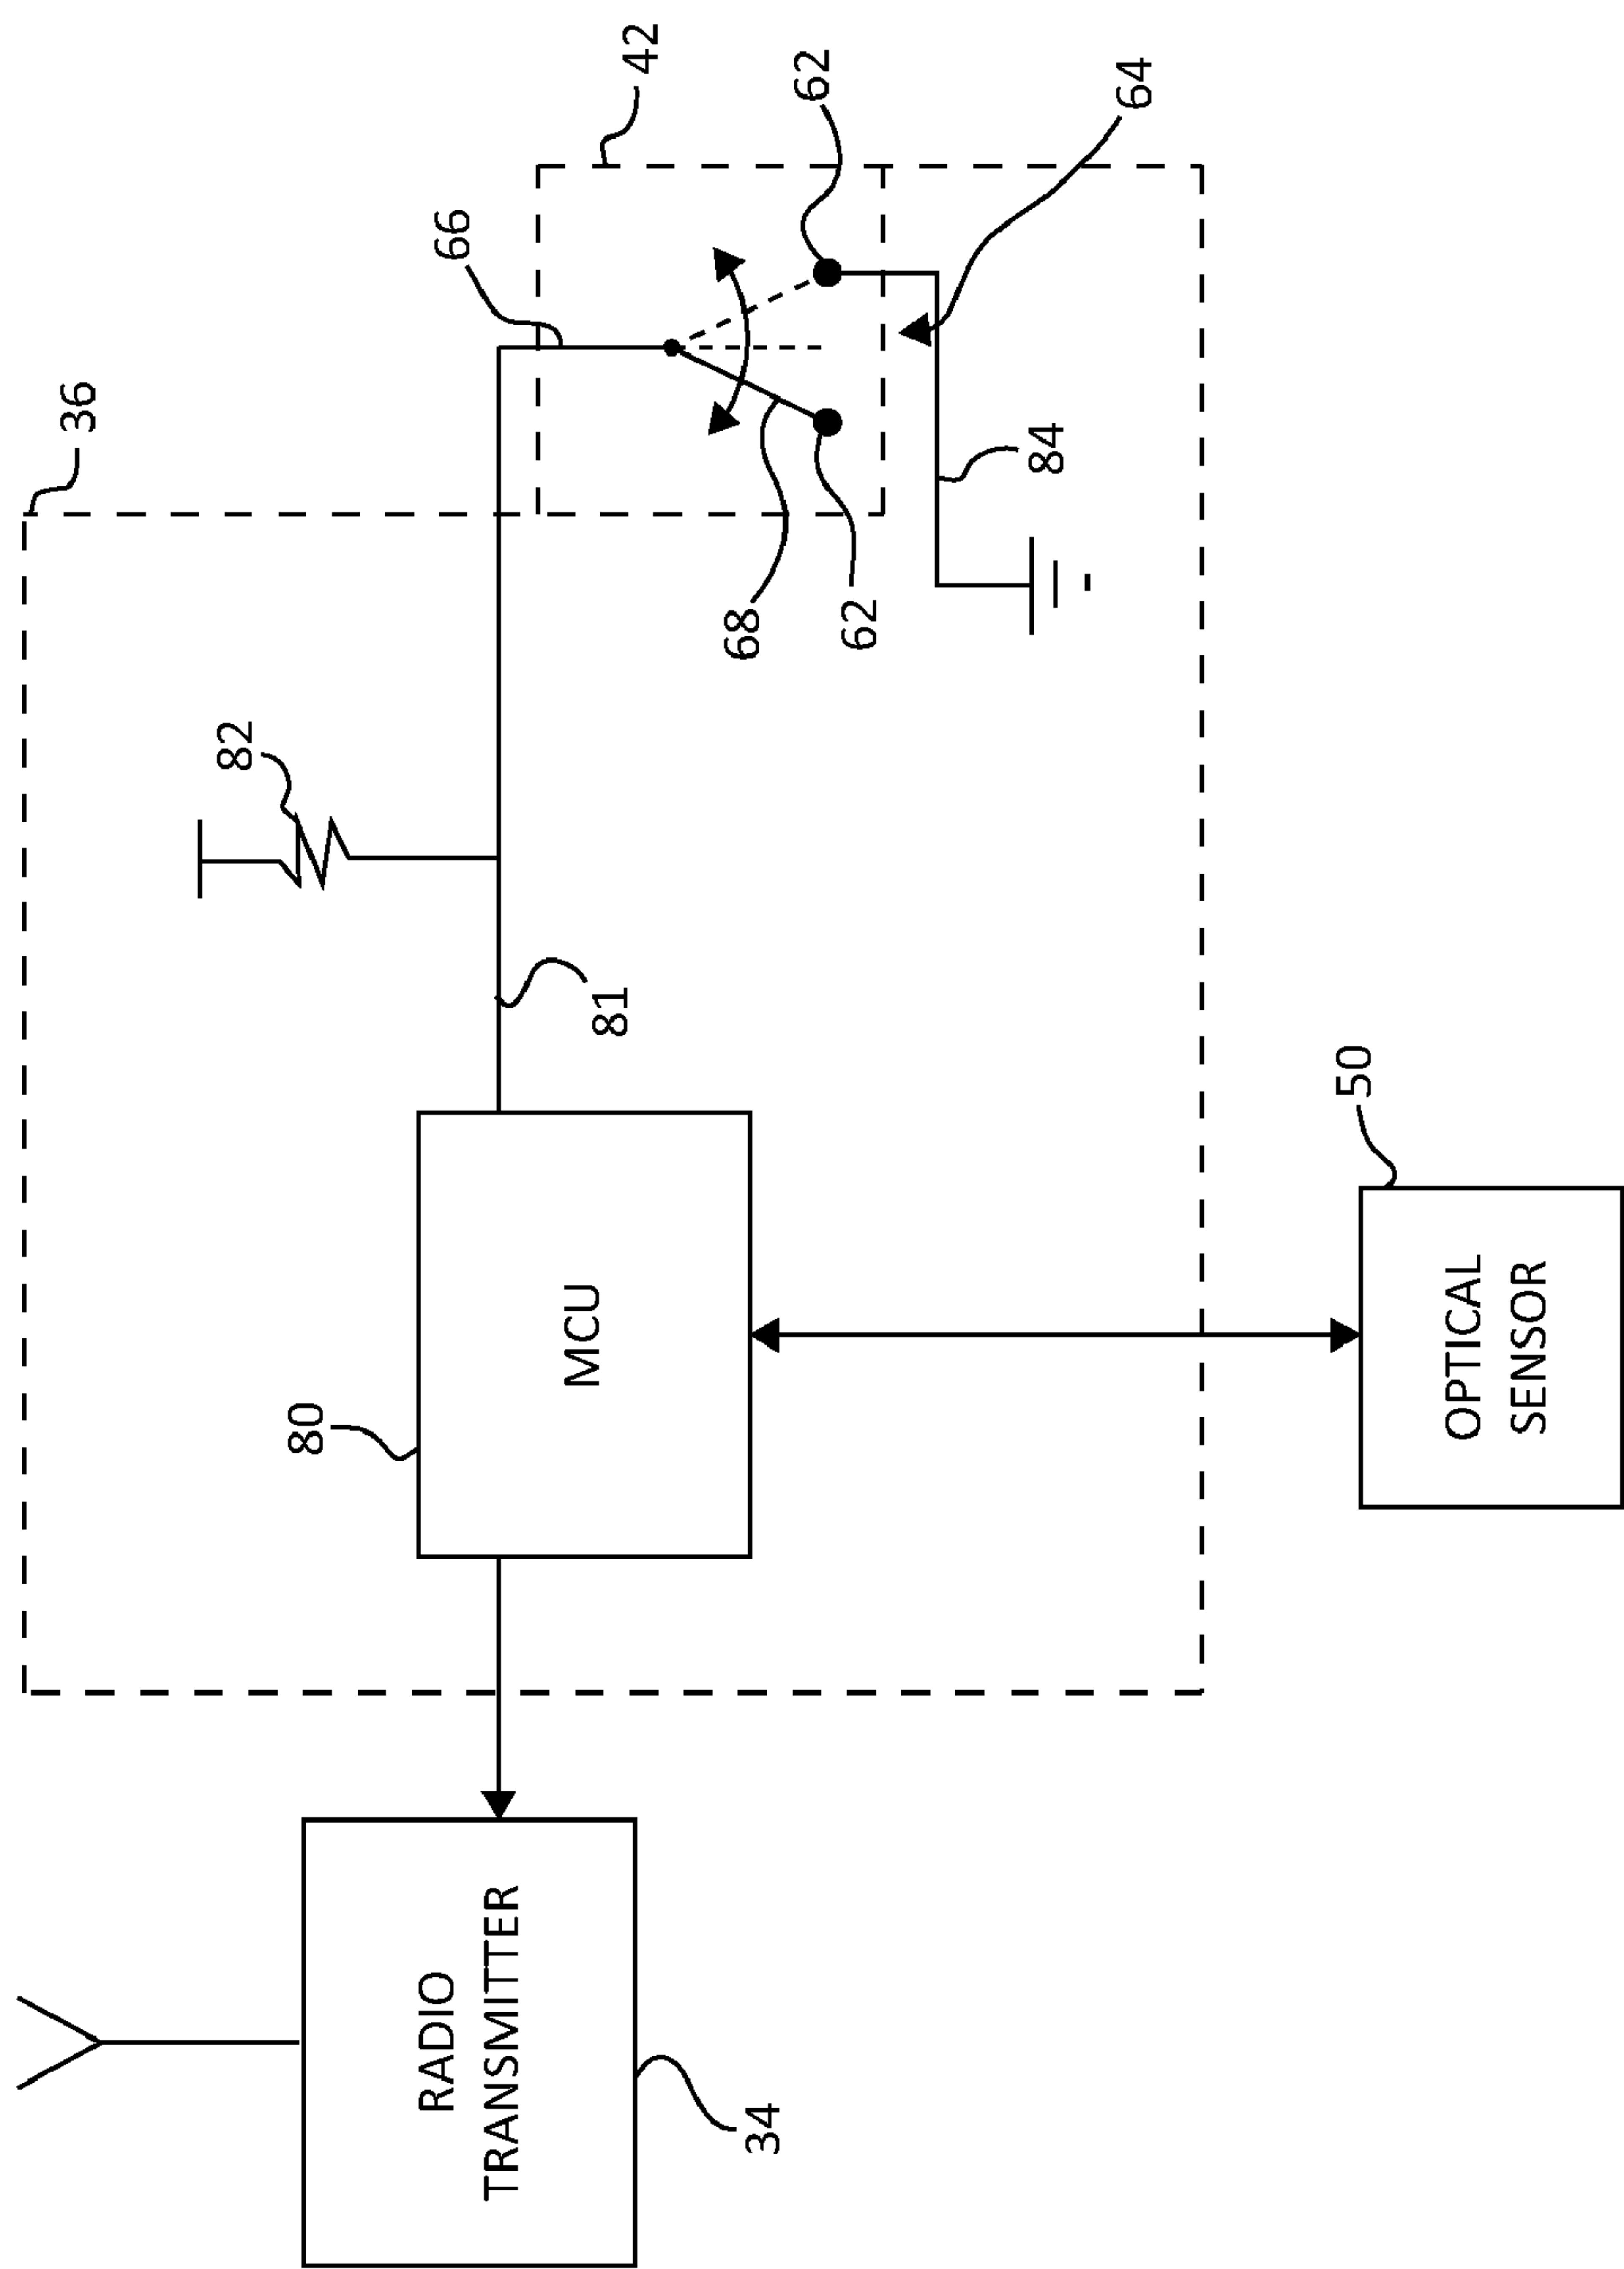 36
42
66
62
64
82
68
62
84
81
80
MCU
50
OPTICAL
SENSOR
RADIO
TRANSMITTER
34